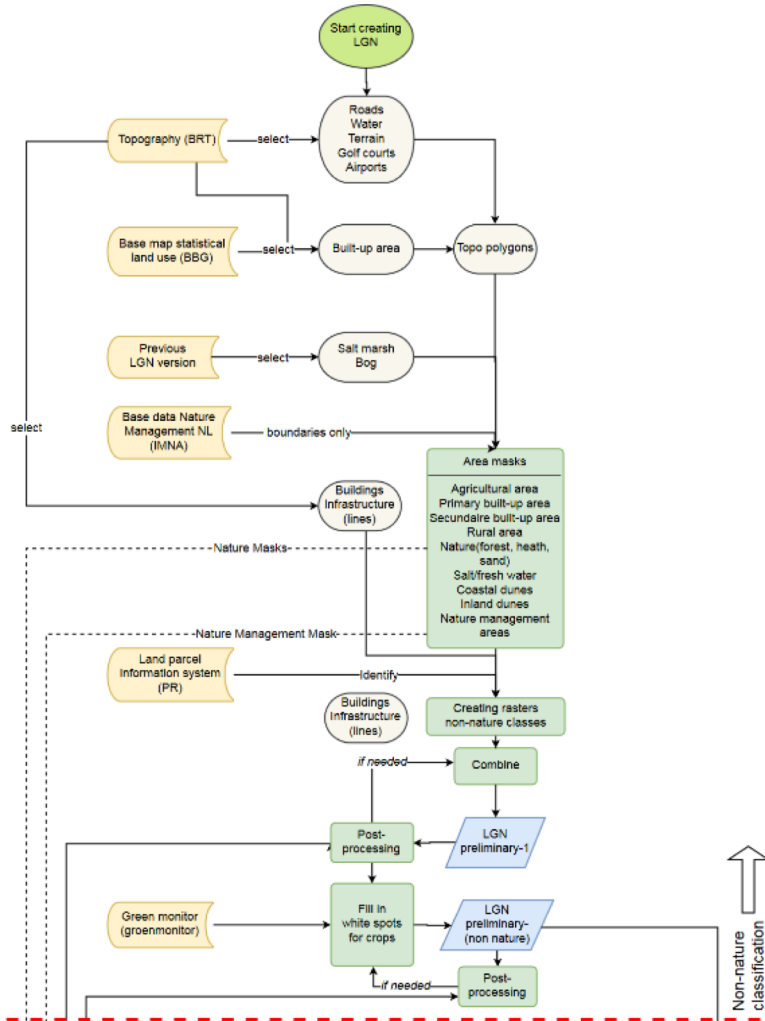 Start creating
LGN
Roads
Water
Terrain
Golf courts
Airports
Topography (BRT)
select
Base map statistical
land use (BBG)
select
Built-up area
Topo polygons
Previous
LGN version
select
Salt marsh
Bog
Base data Nature
Management NL
(IMNA)
boundaries only
select
Area masks
Agricultural area
Primary built-up area
Secundaire built-up area
Rural area
Nature(forest, heath,
sand)
Salt/fresh water
Coastal dunes
Inland dunes
Nature management
areas
Buildings
Infrastructure
(lines)
Nature Masks
Nature Management Mask
Land parcel
Information system
(PR)
Identify
Buildings
Infrastructure
(lines)
Creating rasters
non-nature classes
if needed
Combine
Post-
processing
LGN
preliminary-1
Green monitor
(groenmonitor)
Fill in
white spots
for crops
LGN
preliminary-
(non nature)
if needed
Post-
processing
Non-nature
classification